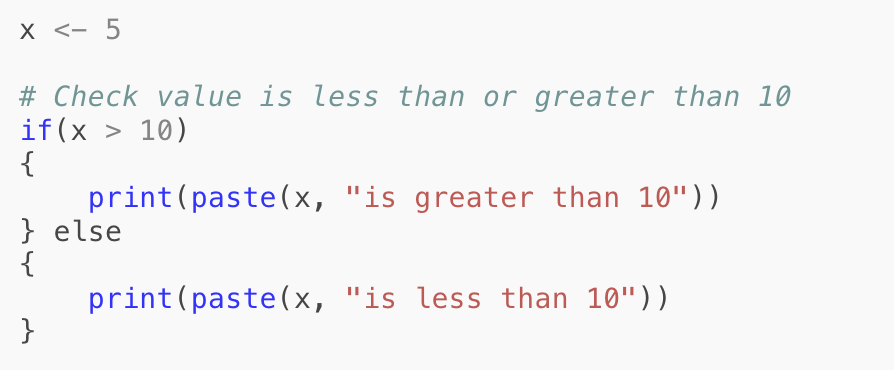 x <- 5
# Check value is less than or greater than 10
if(x > 10)
{
    print(paste(x, "is greater than 10"))
} else
{
    print(paste(x, "is less than 10"))
}